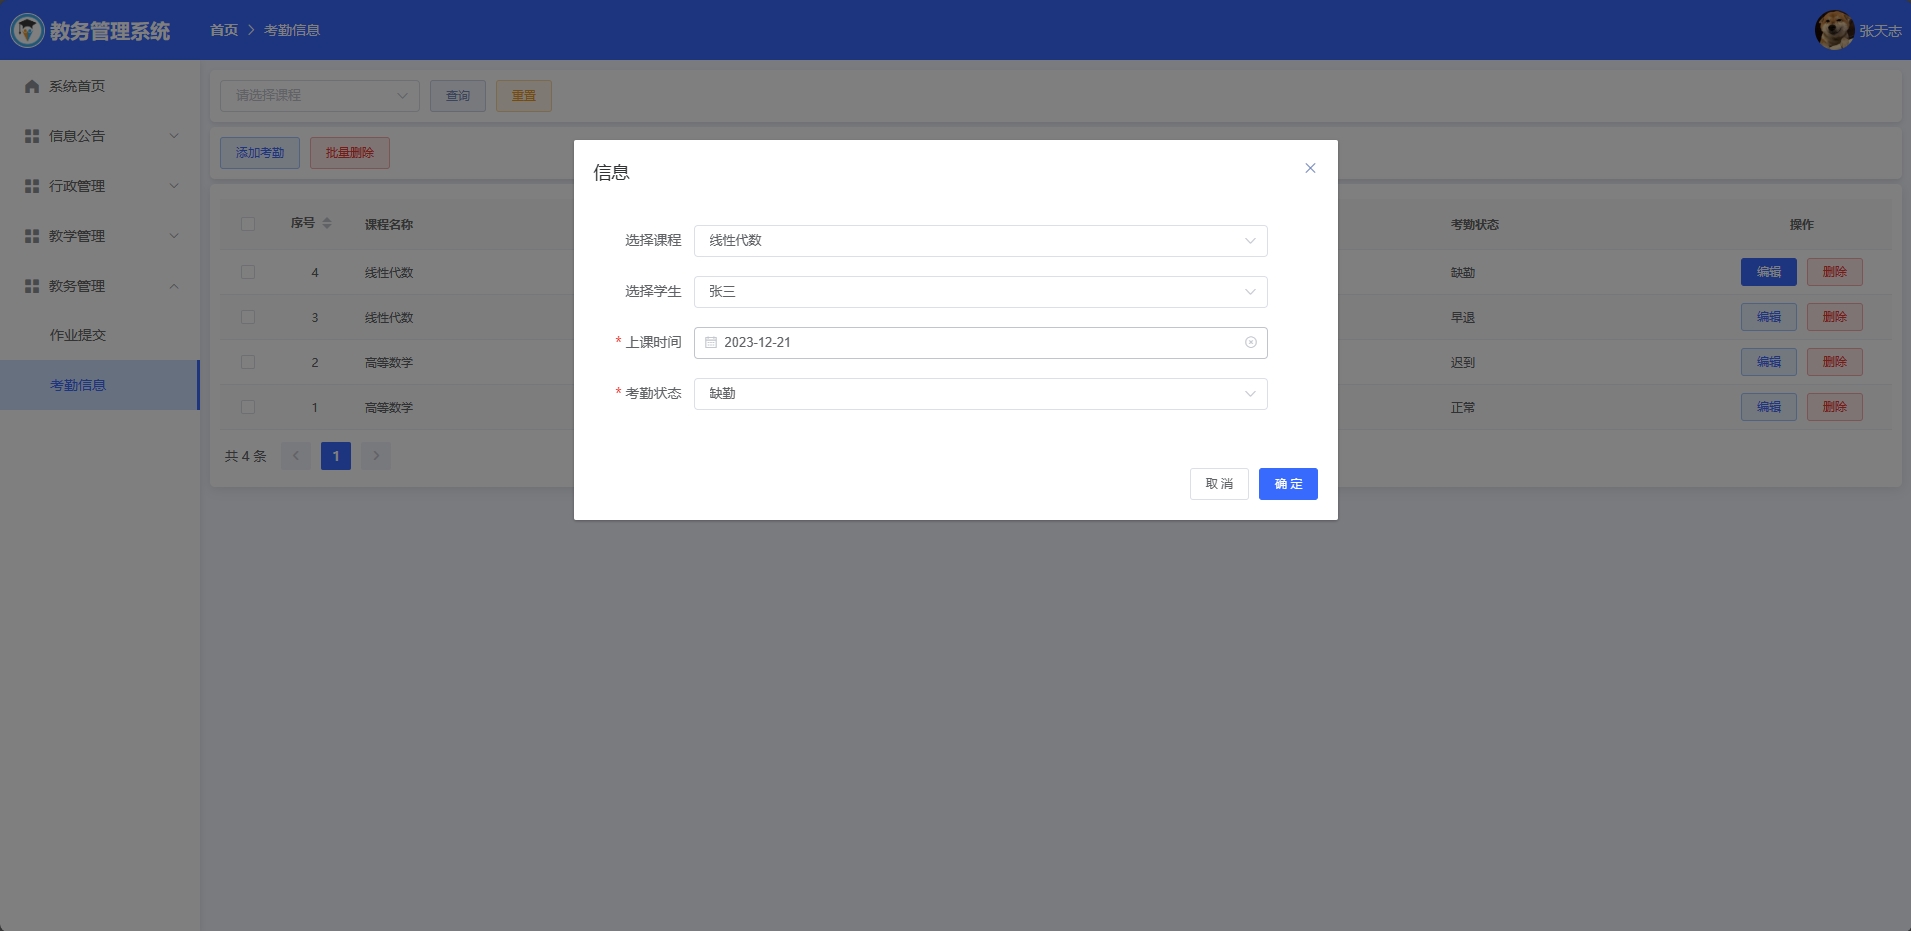 教务管理系统
首页 > 考勤信息
张天志
系统首页
信息公告
行政管理
教学管理
教务管理
作业提交
考勤信息
请选择课程
查询
重置
添加考勤
批量删除
序号 课程名称 考勤状态 操作
4 线性代数 缺勤 编辑 删除
3 线性代数 早退 编辑 删除
2 高等数学 迟到 编辑 删除
1 高等数学 正常 编辑 删除
共 4 条 1
信息
选择课程 线性代数
选择学生 张三
* 上课时间 2023-12-21
* 考勤状态 缺勤
取 消 确 定